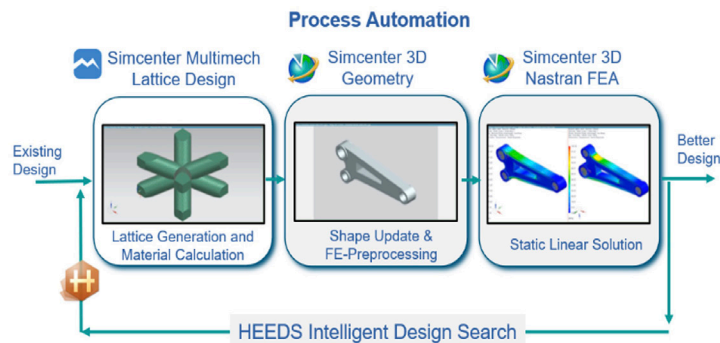 Process Automation
Simcenter Multimech
Lattice Design
Simcenter 3D
Geometry
Simcenter 3D
Nastran FEA
Existing
Design
Better
Design
Lattice Generation and
Material Calculation
Shape Update &
FE-Preprocessing
Static Linear Solution
H
HEEDS Intelligent Design Search